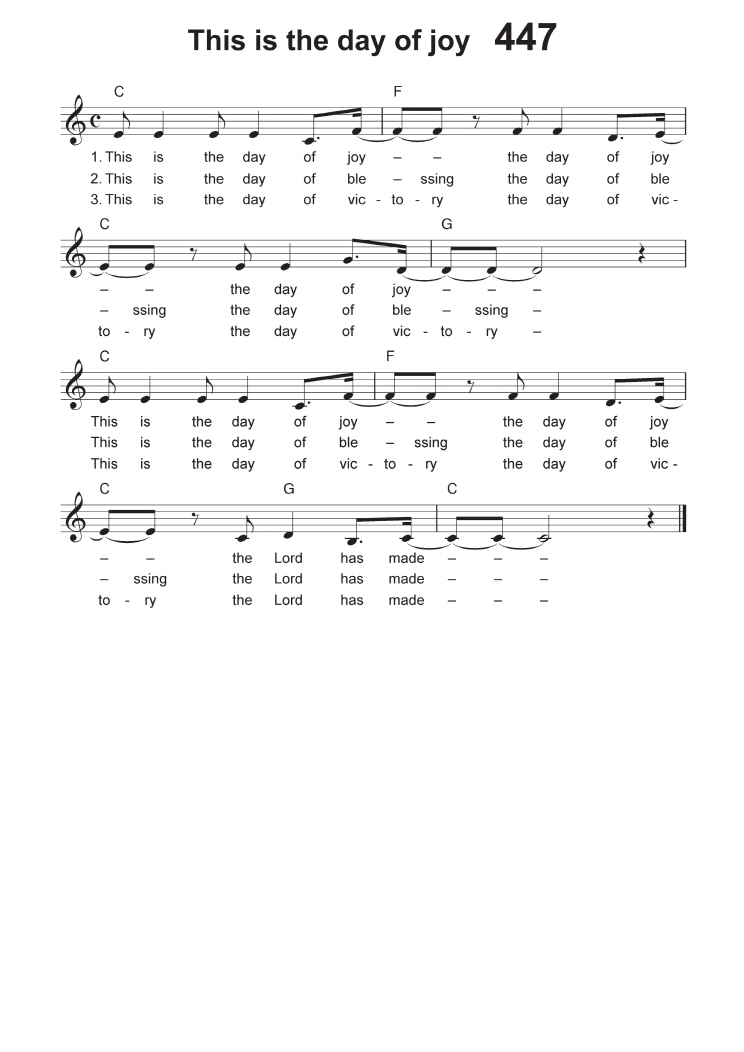 This is the day of joy 447
C F
1. This is the day of joy – – the day of joy
2. This is the day of ble – ssing the day of ble
3. This is the day of vic - to - ry the day of vic -
C G
– – the day of joy – – –
– ssing the day of ble – ssing –
to - ry the day of vic - to - ry –
C F
This is the day of joy – – the day of joy
This is the day of ble – ssing the day of ble
This is the day of vic - to - ry the day of vic -
C G C
– – the Lord has made – – –
– ssing the Lord has made – – –
to - ry the Lord has made – – –